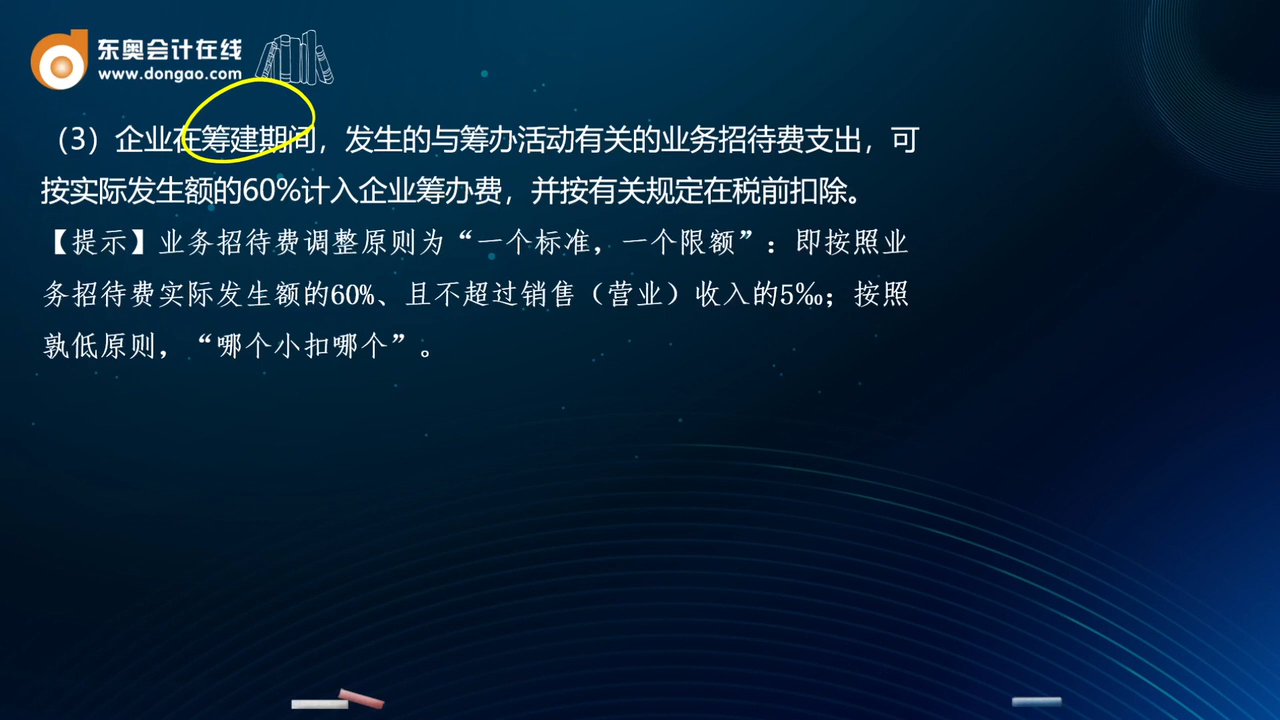 东奥会计在线
www.dongao.com
（3）企业在筹建期间，发生的与筹办活动有关的业务招待费支出，可
按实际发生额的60%计入企业筹办费，并按有关规定在税前扣除。
【提示】业务招待费调整原则为“一个标准，一个限额”：即按照业
务招待费实际发生额的60%、且不超过销售（营业）收入的5‰；按照
孰低原则，“哪个小扣哪个”。